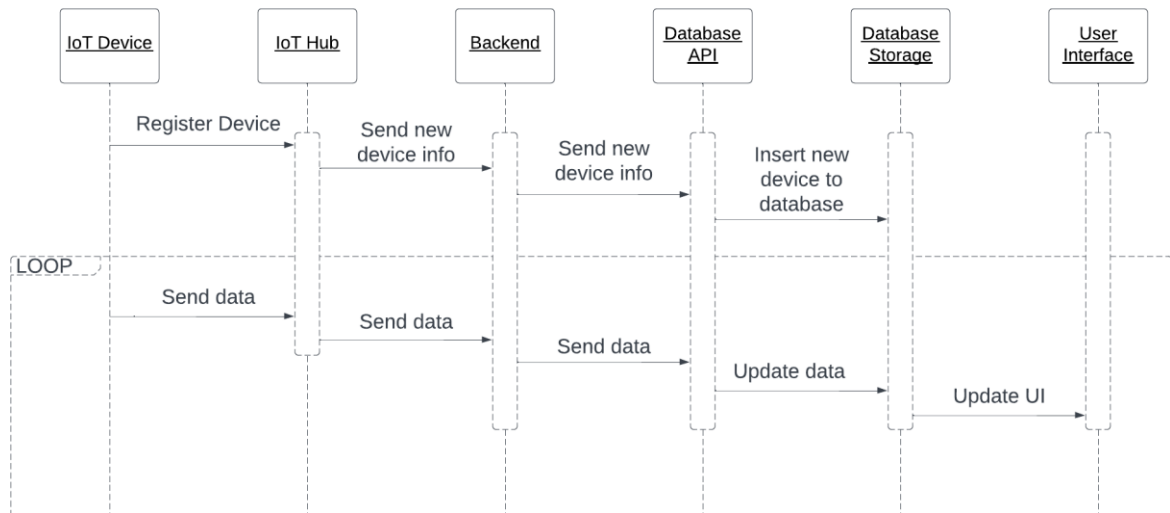 IoT Device
IoT Hub
Backend
Database
API
Database
Storage
User
Interface
Register Device
Send new
device info
Send new
device info
Insert new
device to
database
LOOP
Send data
Send data
Send data
Update data
Update UI